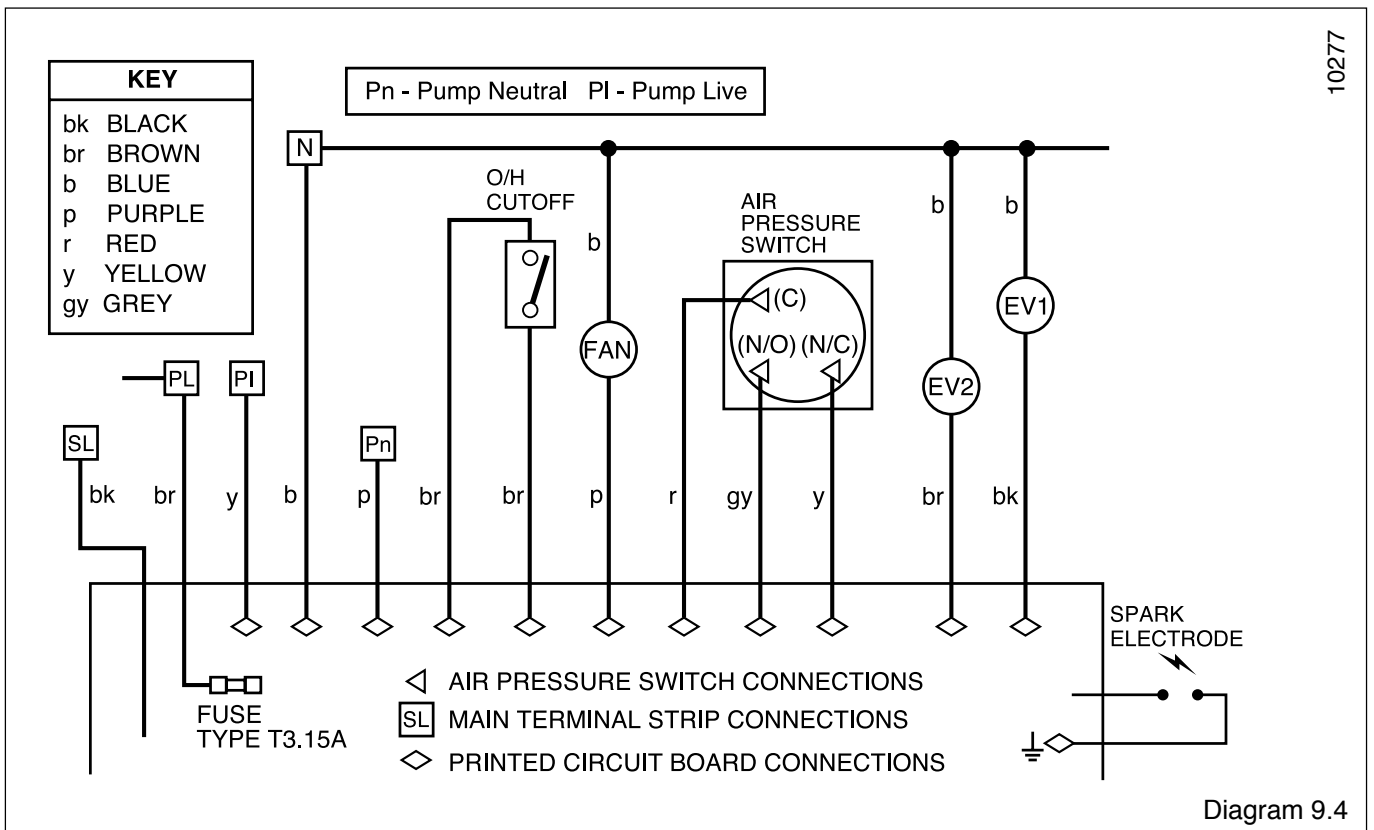 10277
KEY
bk BLACK
br BROWN
b BLUE
p PURPLE
r RED
y YELLOW
gy GREY
Pn - Pump Neutral Pl - Pump Live
N
O/H
CUTOFF
AIR
PRESSURE
SWITCH
b
b
b
(C)
EV1
(N/O) (N/C)
FAN
PL
Pl
EV2
SL
Pn
bk
br
y
b
p
br
br
p
r
gy
y
br
bk
SPARK
ELECTRODE
AIR PRESSURE SWITCH CONNECTIONS
FUSE
TYPE T3.15A
SL MAIN TERMINAL STRIP CONNECTIONS
PRINTED CIRCUIT BOARD CONNECTIONS
Diagram 9.4